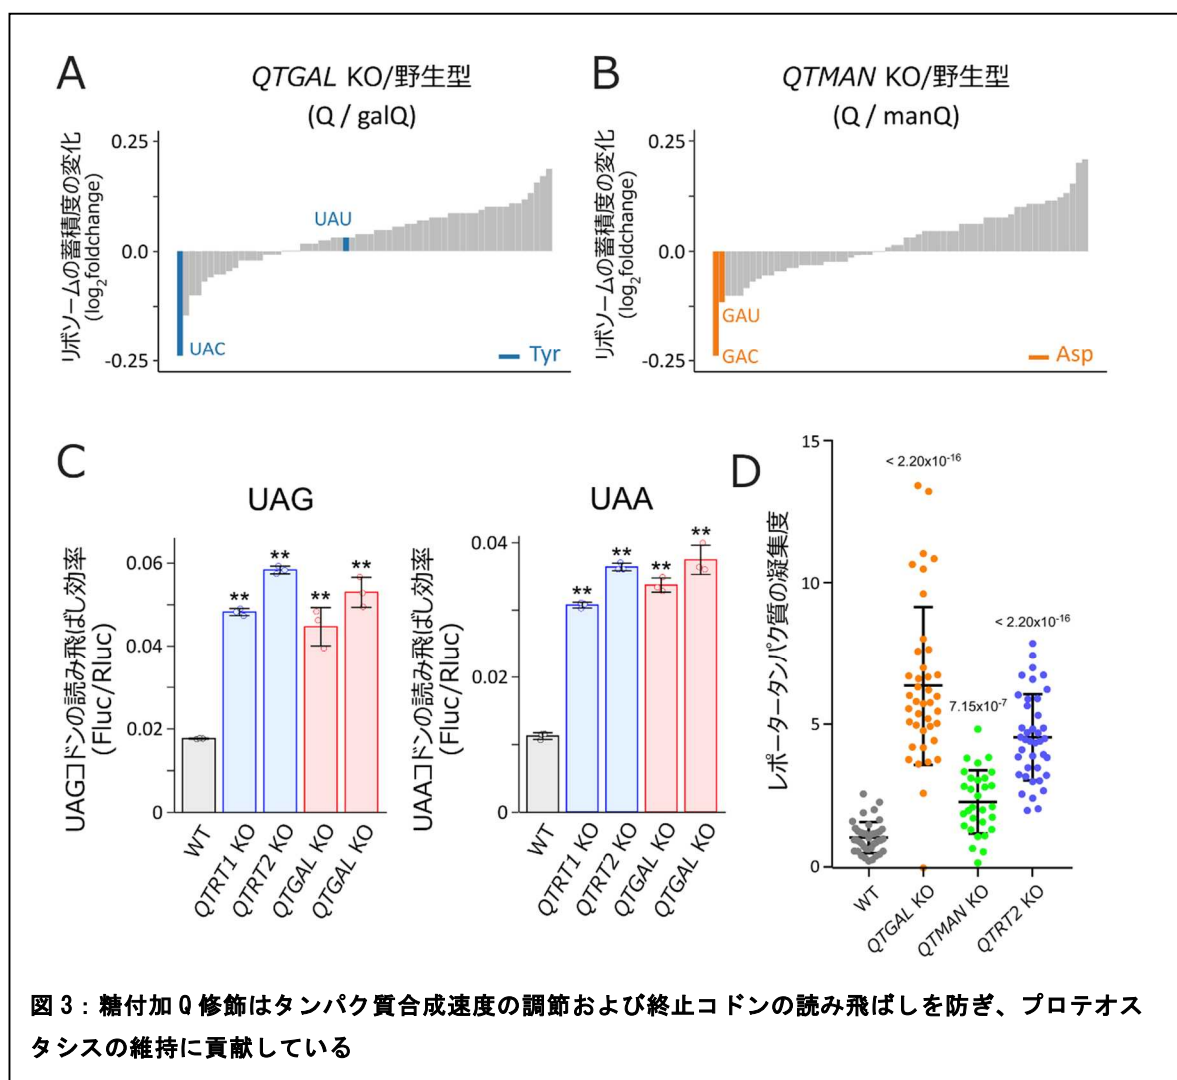 A
QTGAL KO/野生型
(Q / galQ)
リボソームの蓄積度の変化
(log2foldchange)
0.25
0.0
-0.25
UAU
UAC
Tyr
B
QTMAN KO/野生型
(Q / manQ)
リボソームの蓄積度の変化
(log2foldchange)
0.25
0.0
-0.25
GAU
GAC
Asp
C
UAG
UAGコドンの読み飛ばし効率
(Fluc/Rluc)
0.06
0.04
0.02
0
**
**
**
**
WT
QTRT1 KO
QTRT2 KO
QTGAL KO
QTGAL KO
UAA
UAAコドンの読み飛ばし効率
(Fluc/Rluc)
0.04
0.02
0
**
**
**
**
WT
QTRT1 KO
QTRT2 KO
QTGAL KO
QTGAL KO
D
レポータータンパク質の凝集度
15
10
5
0
< 2.20x10-16
7.15x10-7
< 2.20x10-16
WT
QTGAL KO
QTMAN KO
QTRT2 KO
図3：糖付加Q修飾はタンパク質合成速度の調節および終止コドンの読み飛ばしを防ぎ、プロテオス
タシスの維持に貢献している